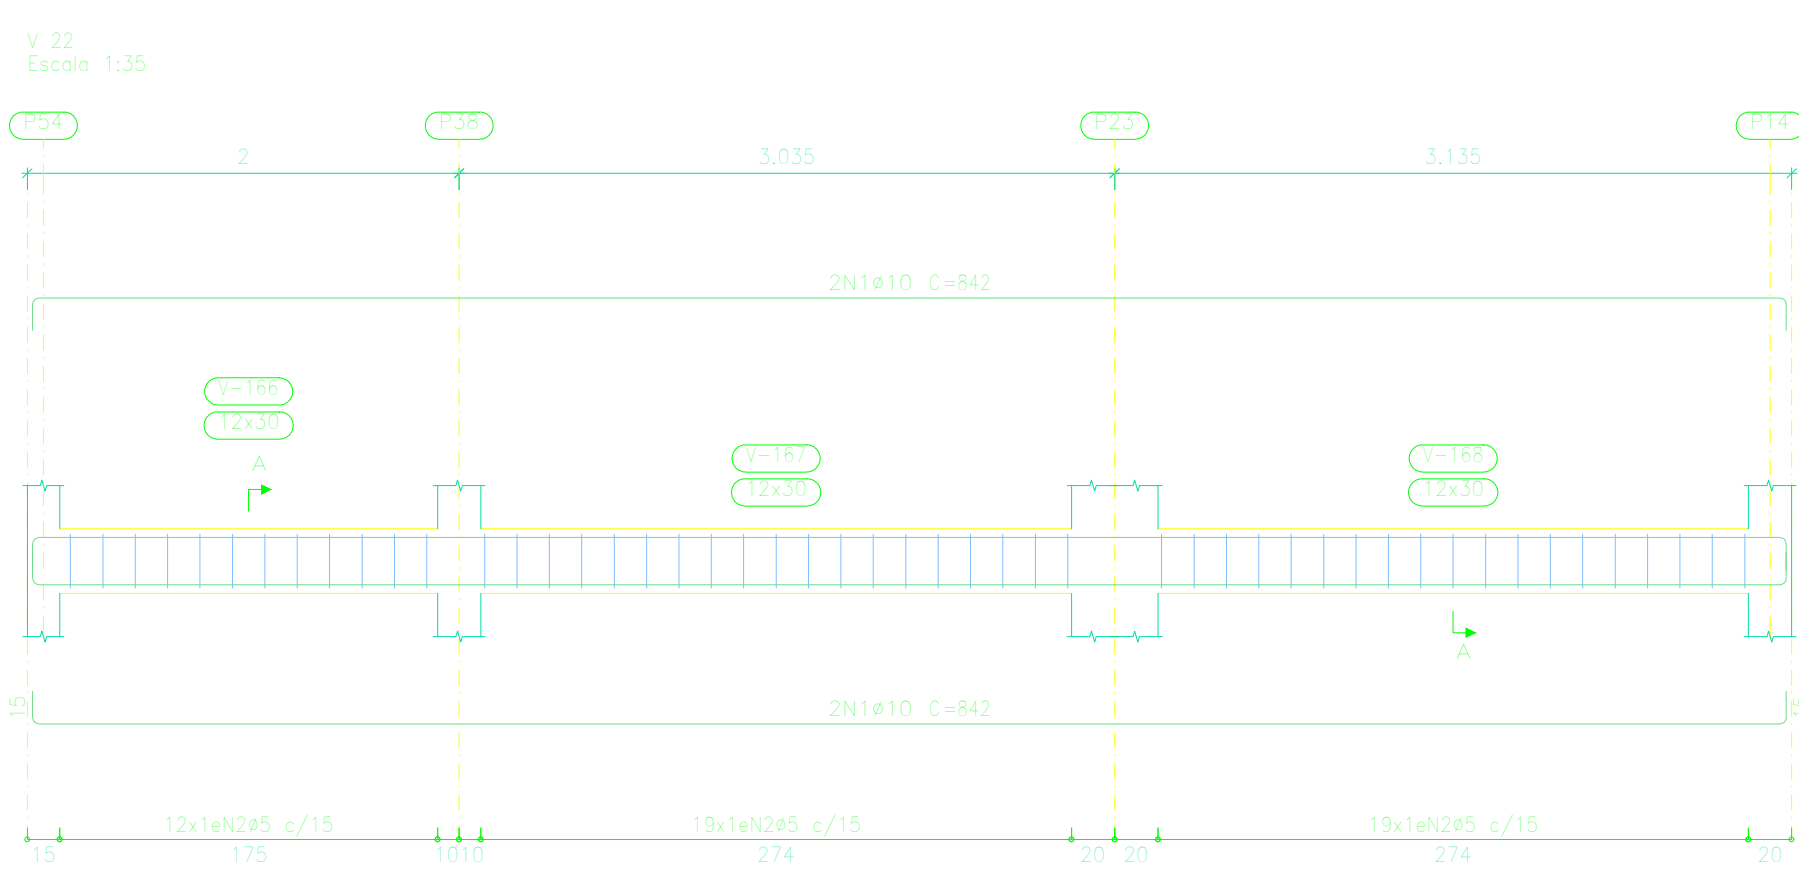 V 22
Escala 1:35
P54 P38 P23 P14
2 3.035 3.135
2N1ø10 C=842
V-166
12x30
V-167 V-168
12x30 12x30
A
A
15 15
2N1ø10 C=842
12x1eN2ø5 c/15 19x1eN2ø5 c/15 19x1eN2ø5 c/15
15 175 1010 274 20 20 274 20